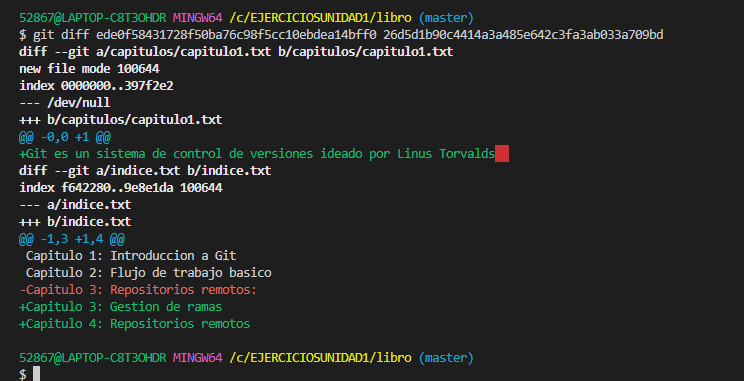 52867@LAPTOP-C8T3OHDR MINGW64 /c/EJERCICIOSUNIDAD1/libro (master)
$ git diff ede0f58431728f50ba76c98f5cc10ebdea14bff0 26d5d1b90c4414a3a485e642c3fa3ab033a709bd
diff --git a/capitulos/capitulo1.txt b/capitulos/capitulo1.txt
new file mode 100644
index 0000000..397f2e2
--- /dev/null
+++ b/capitulos/capitulo1.txt
@@ -0,0 +1 @@
+Git es un sistema de control de versiones ideado por Linus Torvalds
diff --git a/indice.txt b/indice.txt
index f642280..9e8e1da 100644
--- a/indice.txt
+++ b/indice.txt
@@ -1,3 +1,4 @@
 Capitulo 1: Introduccion a Git
 Capitulo 2: Flujo de trabajo basico
-Capitulo 3: Repositorios remotos:
+Capitulo 3: Gestion de ramas
+Capitulo 4: Repositorios remotos
52867@LAPTOP-C8T3OHDR MINGW64 /c/EJERCICIOSUNIDAD1/libro (master)
$